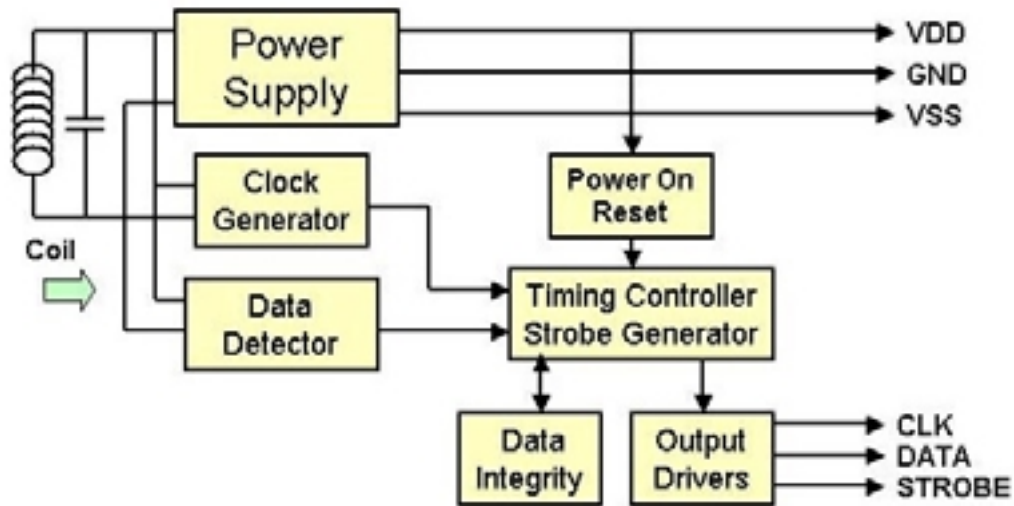 Power
Supply
VDD
GND
VSS
Clock
Generator
Power On
Reset
Coil
Data
Detector
Timing Controller
Strobe Generator
Data
Integrity
Output
Drivers
CLK
DATA
STROBE